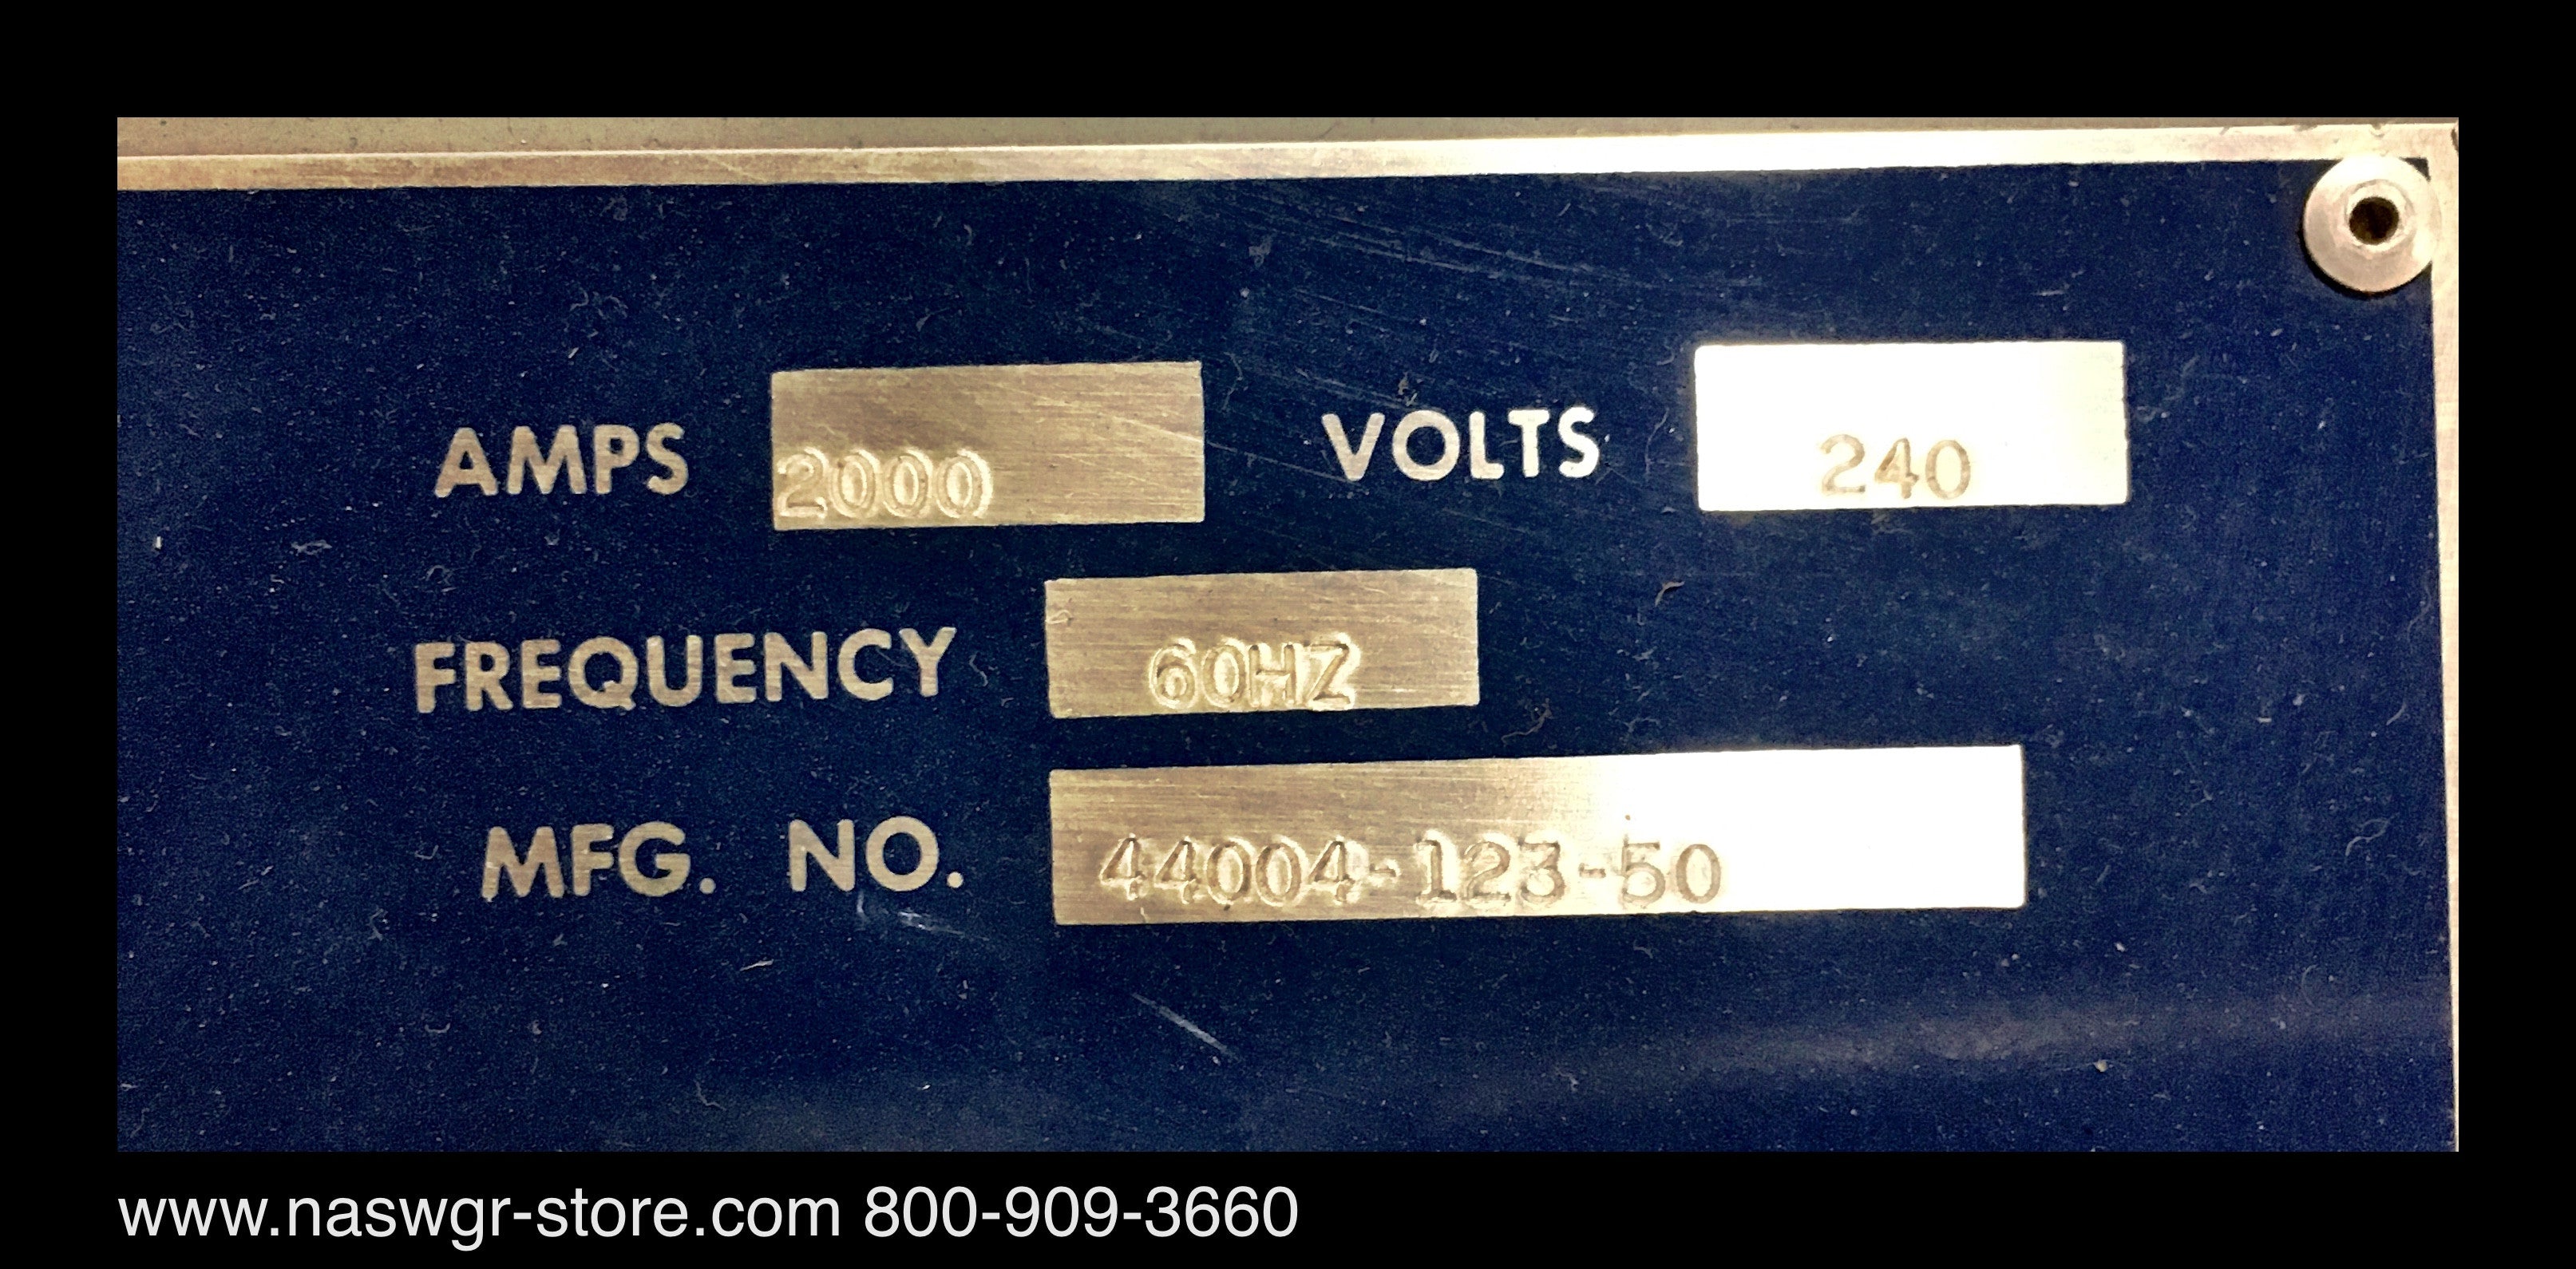 AMPS 2000 VOLTS 240
FREQUENCY 60HZ
MFG. NO. 44004-123-50
www.naswgr-store.com 800-909-3660